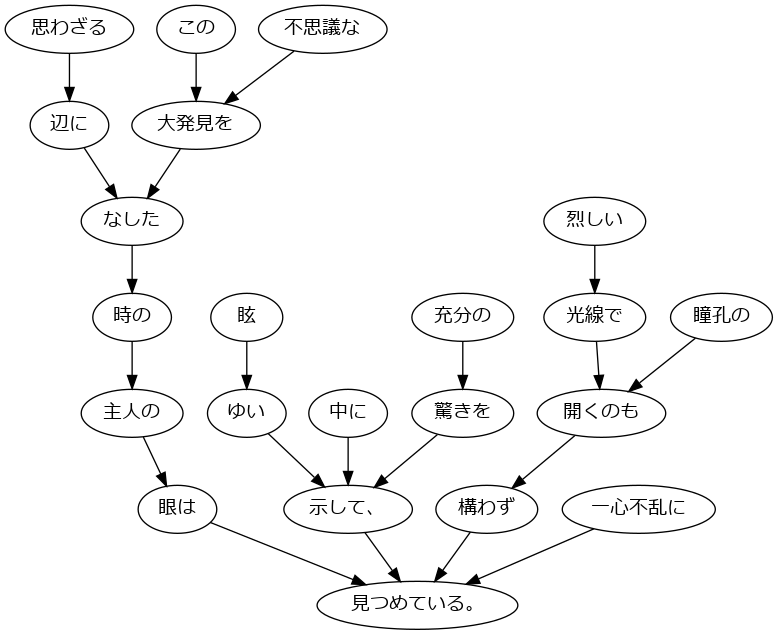 思わざる
この
不思議な
辺に
大発見を
なした
烈しい
時の
眩
充分の
光線で
瞳孔の
主人の
ゆい
中に
驚きを
開くのも
眼は
示して、
構わず
一心不乱に
見つめている。